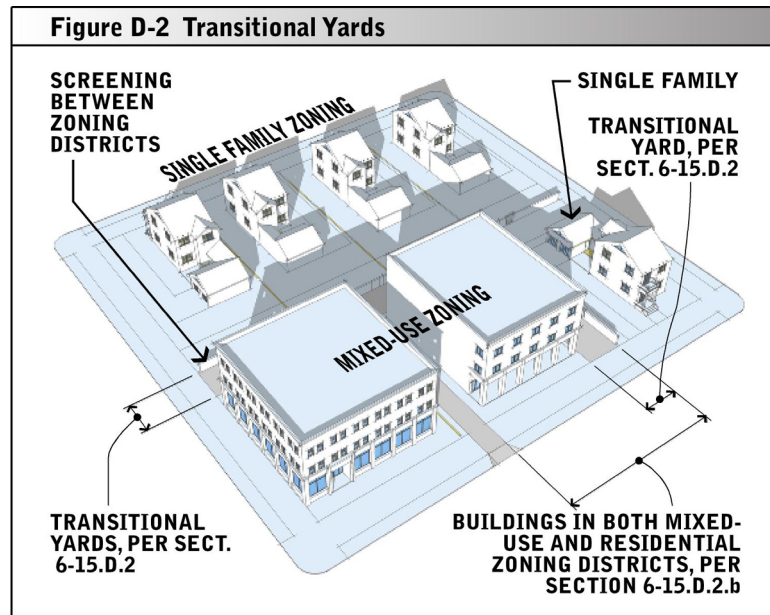 Figure D-2 Transitional Yards
SCREENING
BETWEEN
ZONING
DISTRICTS
SINGLE FAMILY ZONING
SINGLE FAMILY
TRANSITIONAL
YARD, PER
SECT. 6-15.D.2
MIXED-USE ZONING
TRANSITIONAL
YARDS, PER SECT.
6-15.D.2
BUILDINGS IN BOTH MIXED-
USE AND RESIDENTIAL
ZONING DISTRICTS, PER
SECTION 6-15.D.2.b